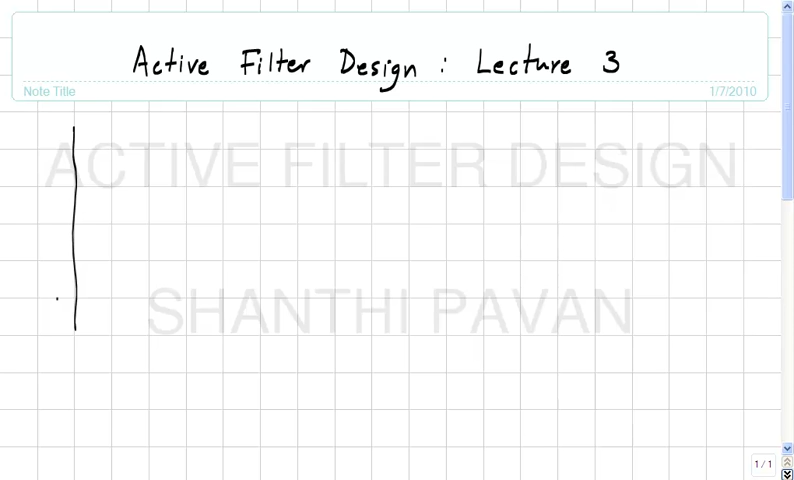 Active Filter Design : Lecture 3
Note Title
1/7/2010
ACTIVE FILTER DESIGN
SHANTHI PAVAN
1 / 1